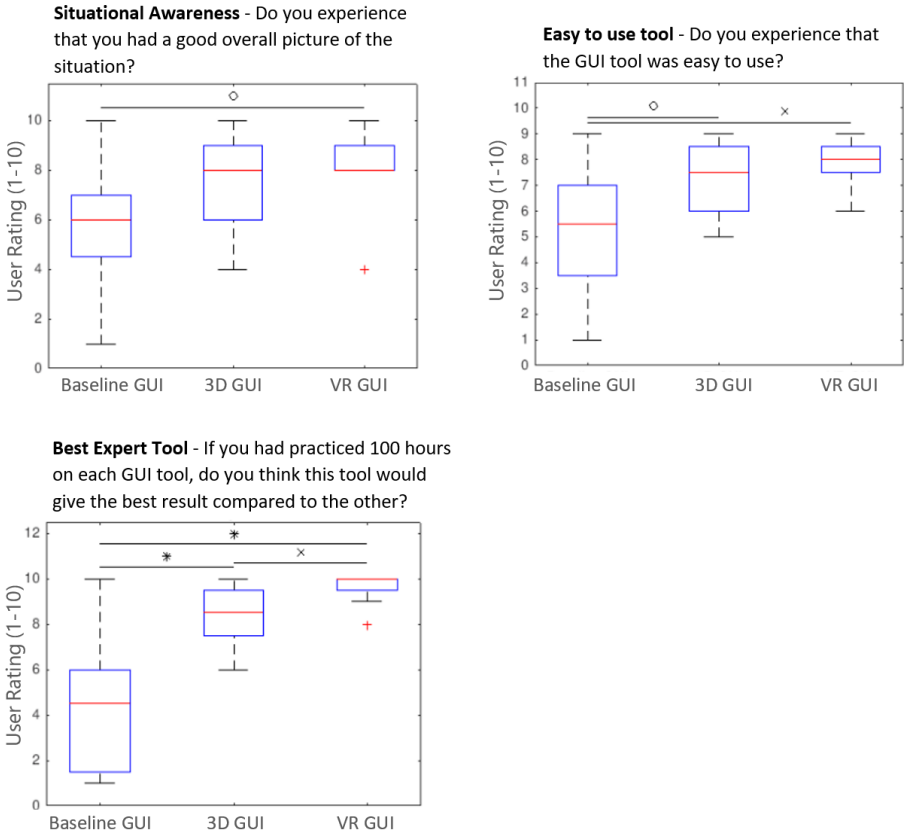 Situational Awareness - Do you experience
that you had a good overall picture of the
situation?
User Rating (1-10)
10
8
6
4
2
0
Baseline GUI
3D GUI
VR GUI
Easy to use tool - Do you experience that
the GUI tool was easy to use?
User Rating (1-10)
11
10
9
8
7
6
5
4
3
2
1
0
Baseline GUI
3D GUI
VR GUI
Best Expert Tool - If you had practiced 100 hours
on each GUI tool, do you think this tool would
give the best result compared to the other?
User Rating (1-10)
12
10
8
6
4
2
0
Baseline GUI
3D GUI
VR GUI